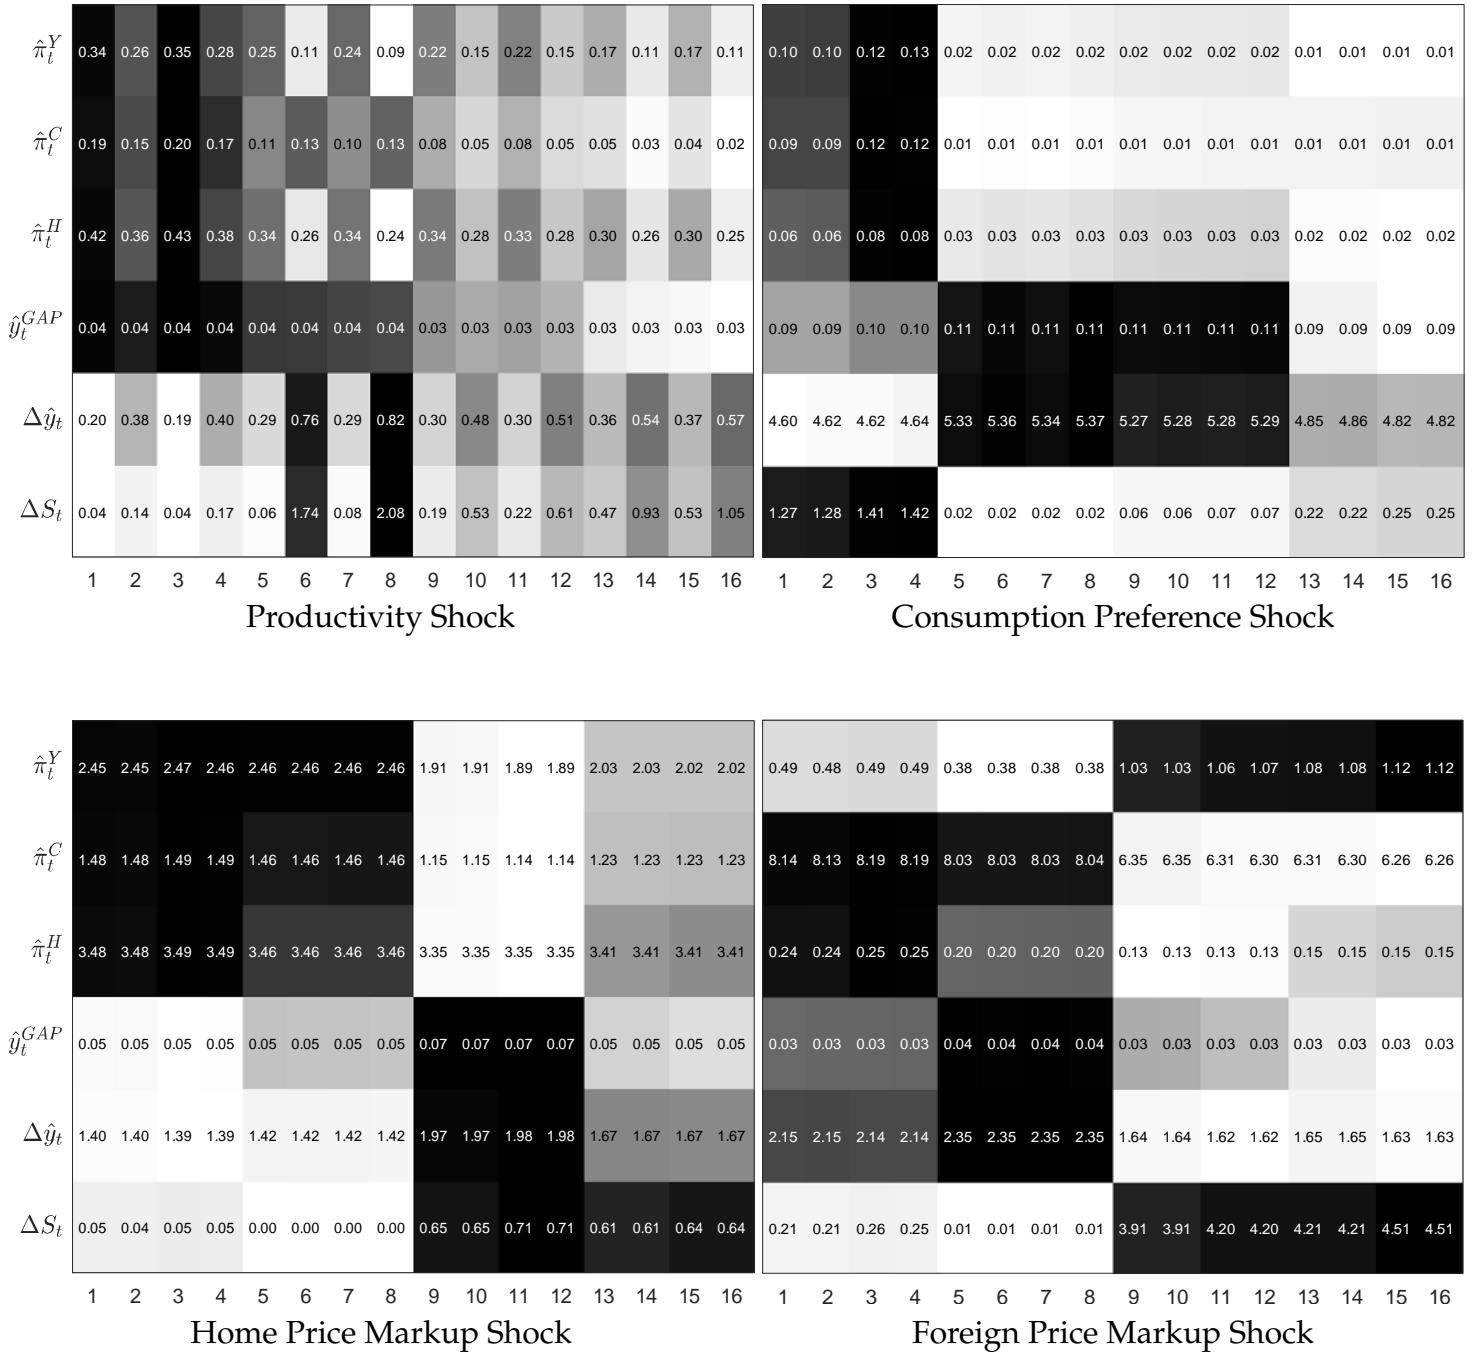 π̂_t^Y 0.34 0.26 0.35 0.28 0.25 0.11 0.24 0.09 0.22 0.15 0.22 0.15 0.17 0.11 0.17 0.11 0.10 0.10 0.12 0.13 0.02 0.02 0.02 0.02 0.02 0.02 0.02 0.02 0.01 0.01 0.01 0.01
π̂_t^C 0.19 0.15 0.20 0.17 0.11 0.13 0.10 0.13 0.08 0.05 0.08 0.05 0.05 0.03 0.04 0.02 0.09 0.09 0.12 0.12 0.01 0.01 0.01 0.01 0.01 0.01 0.01 0.01 0.01 0.01 0.01 0.01
π̂_t^H 0.42 0.36 0.43 0.38 0.34 0.26 0.34 0.24 0.34 0.28 0.33 0.28 0.30 0.26 0.30 0.25 0.06 0.06 0.08 0.08 0.03 0.03 0.03 0.03 0.03 0.03 0.03 0.03 0.02 0.02 0.02 0.02
ŷ_t^GAP 0.04 0.04 0.04 0.04 0.04 0.04 0.04 0.04 0.03 0.03 0.03 0.03 0.03 0.03 0.03 0.03 0.09 0.09 0.10 0.10 0.11 0.11 0.11 0.11 0.11 0.11 0.11 0.11 0.09 0.09 0.09 0.09
Δŷ_t 0.20 0.38 0.19 0.40 0.29 0.76 0.29 0.82 0.30 0.48 0.30 0.51 0.36 0.54 0.37 0.57 4.60 4.62 4.62 4.64 5.33 5.36 5.34 5.37 5.27 5.28 5.28 5.29 4.85 4.86 4.82 4.82
ΔS_t 0.04 0.14 0.04 0.17 0.06 1.74 0.08 2.08 0.19 0.53 0.22 0.61 0.47 0.93 0.53 1.05 1.27 1.28 1.41 1.42 0.02 0.02 0.02 0.02 0.06 0.06 0.07 0.07 0.22 0.22 0.25 0.25
1 2 3 4 5 6 7 8 9 10 11 12 13 14 15 16 1 2 3 4 5 6 7 8 9 10 11 12 13 14 15 16
Productivity Shock Consumption Preference Shock
π̂_t^Y 2.45 2.45 2.47 2.46 2.46 2.46 2.46 2.46 1.91 1.91 1.89 1.89 2.03 2.03 2.02 2.02 0.49 0.48 0.49 0.49 0.38 0.38 0.38 0.38 1.03 1.03 1.06 1.07 1.08 1.08 1.12 1.12
π̂_t^C 1.48 1.48 1.49 1.49 1.46 1.46 1.46 1.46 1.15 1.15 1.14 1.14 1.23 1.23 1.23 1.23 8.14 8.13 8.19 8.19 8.03 8.03 8.03 8.04 6.35 6.35 6.31 6.30 6.31 6.30 6.26 6.26
π̂_t^H 3.48 3.48 3.49 3.49 3.46 3.46 3.46 3.46 3.35 3.35 3.35 3.35 3.41 3.41 3.41 3.41 0.24 0.24 0.25 0.25 0.20 0.20 0.20 0.20 0.13 0.13 0.13 0.13 0.15 0.15 0.15 0.15
ŷ_t^GAP 0.05 0.05 0.05 0.05 0.05 0.05 0.05 0.05 0.07 0.07 0.07 0.07 0.05 0.05 0.05 0.05 0.03 0.03 0.03 0.03 0.04 0.04 0.04 0.04 0.03 0.03 0.03 0.03 0.03 0.03 0.03 0.03
Δŷ_t 1.40 1.40 1.39 1.39 1.42 1.42 1.42 1.42 1.97 1.97 1.98 1.98 1.67 1.67 1.67 1.67 2.15 2.15 2.14 2.14 2.35 2.35 2.35 2.35 1.64 1.64 1.62 1.62 1.65 1.65 1.63 1.63
ΔS_t 0.05 0.04 0.05 0.05 0.00 0.00 0.00 0.00 0.65 0.65 0.71 0.71 0.61 0.61 0.64 0.64 0.21 0.21 0.26 0.25 0.01 0.01 0.01 0.01 3.91 3.91 4.20 4.20 4.21 4.21 4.51 4.51
1 2 3 4 5 6 7 8 9 10 11 12 13 14 15 16 1 2 3 4 5 6 7 8 9 10 11 12 13 14 15 16
Home Price Markup Shock Foreign Price Markup Shock